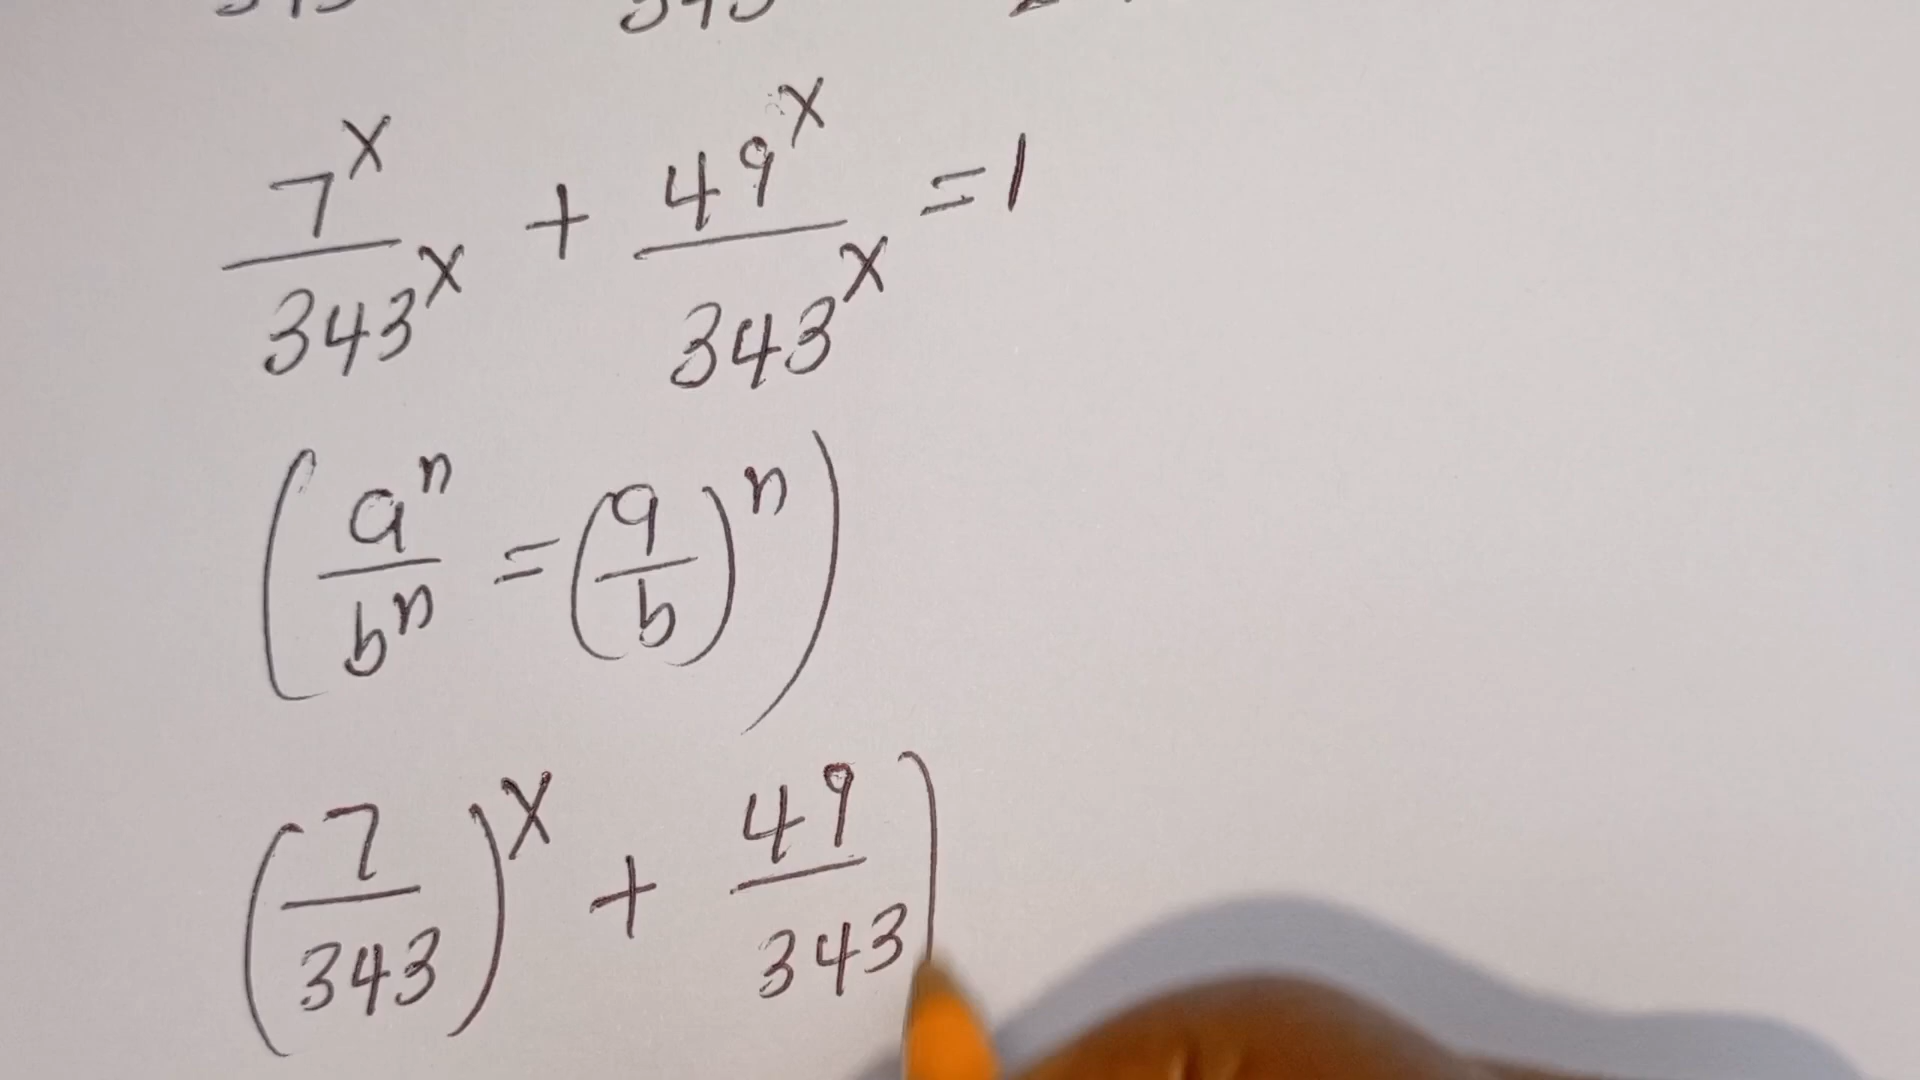 7^x/343^x + 49^x/343^x = 1
(a^n/b^n = (a/b)^n)
(7/343)^x + 49/343)